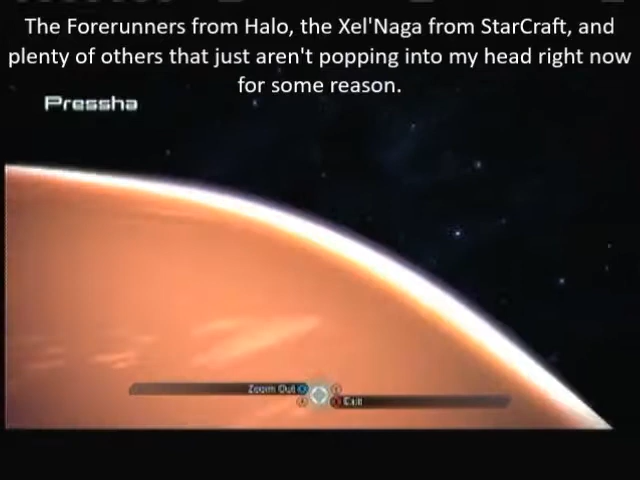 The Forerunners from Halo, the Xel'Naga from StarCraft, and
plenty of others that just aren't popping into my head right now
for some reason.
Pressha
Zoom Out
Exit